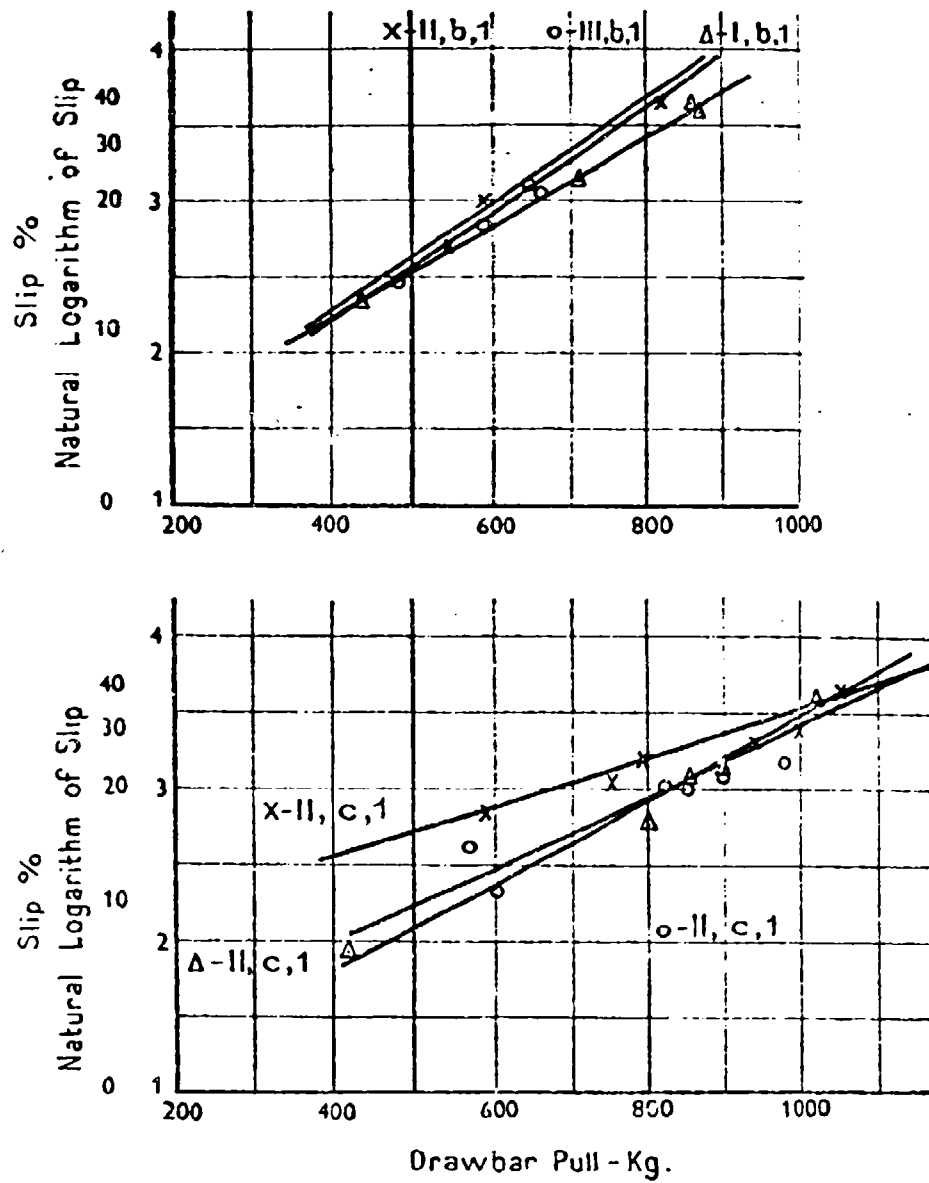 x-II,b,1 o-III,b,1 Δ-I,b,1
Slip %
Natural Logarithm of Slip
4
40
30
20
3
10
2
0 1
200 400 600 800 1000
Slip %
Natural Logarithm of Slip
4
40
30
3
20
10
2
0 1
x-II, c,1
Δ-II, c,1
o-II, c,1
200 400 600 800 1000
Drawbar Pull-Kg.